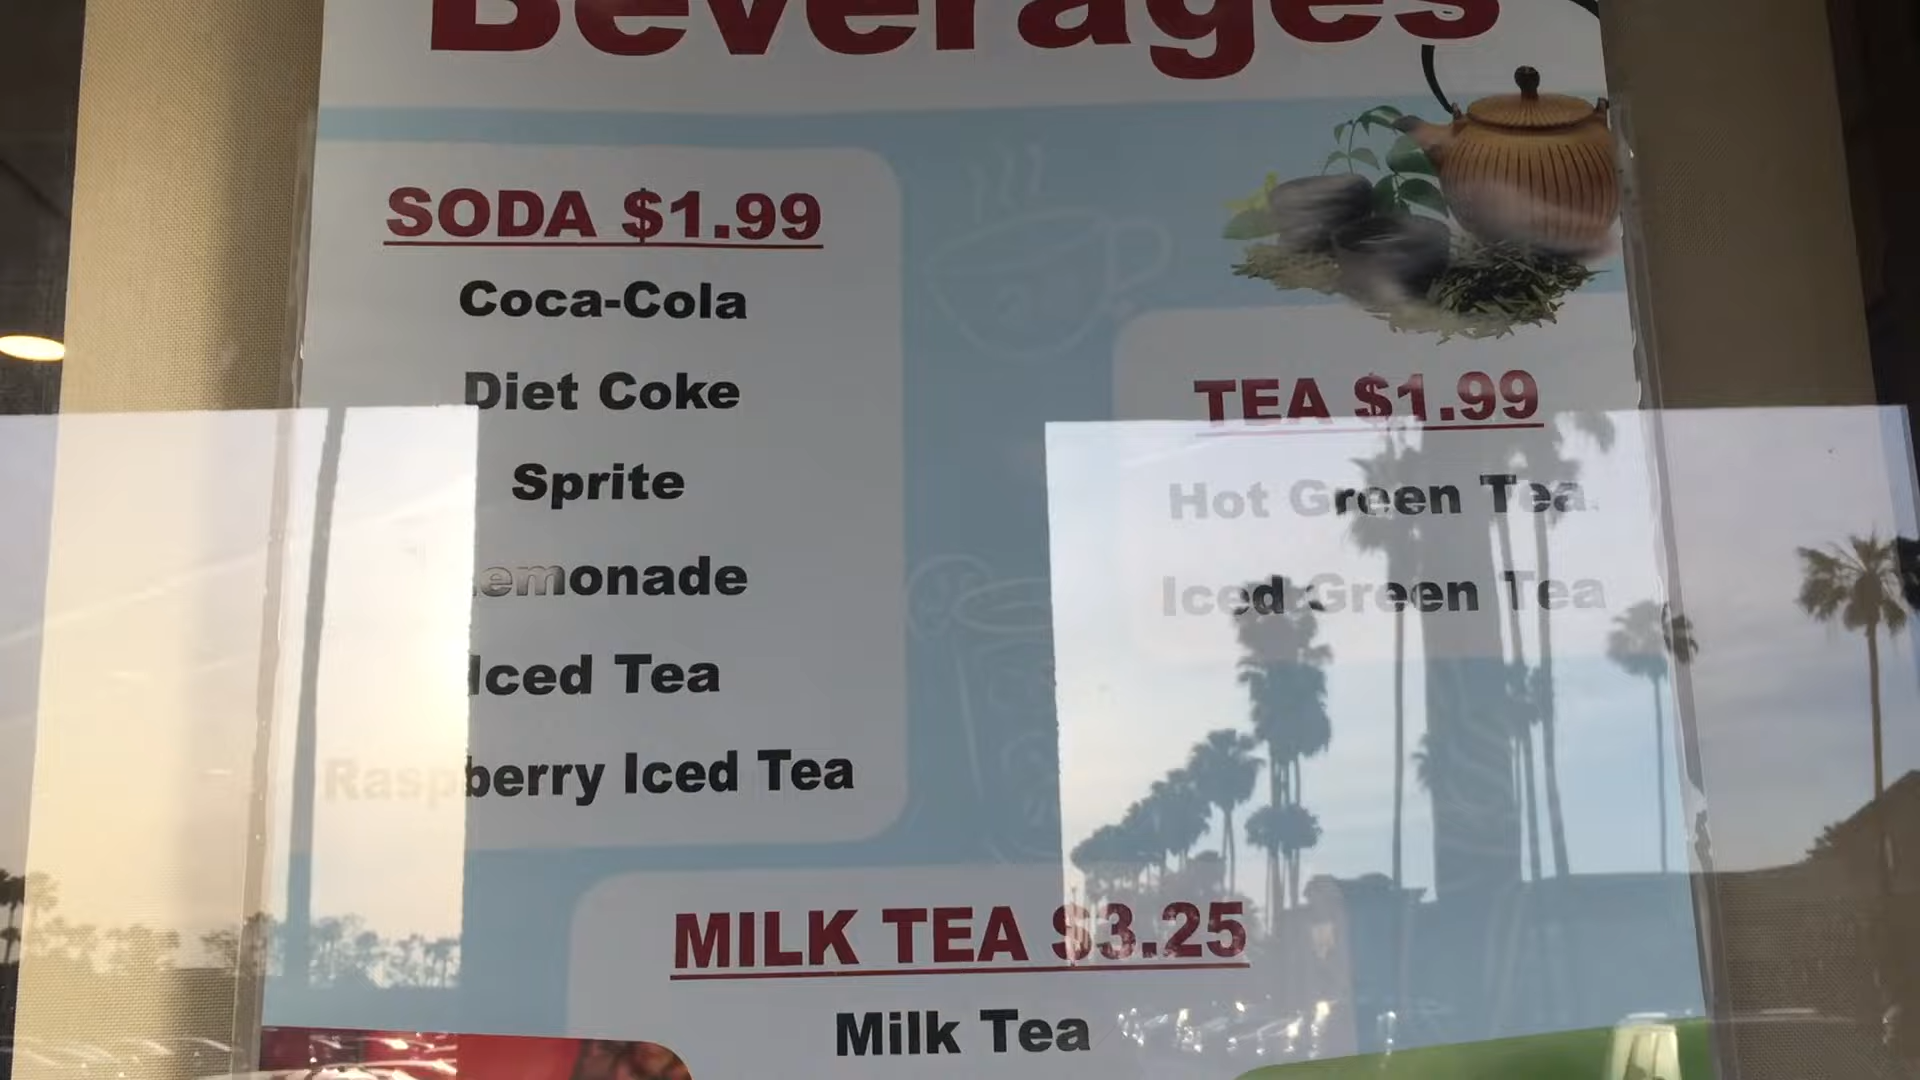 Beverages
SODA $1.99
Coca-Cola
Diet Coke
Sprite
Lemonade
Iced Tea
Raspberry Iced Tea
TEA $1.99
Hot Green Tea
Iced Green Tea
MILK TEA $3.25
Milk Tea